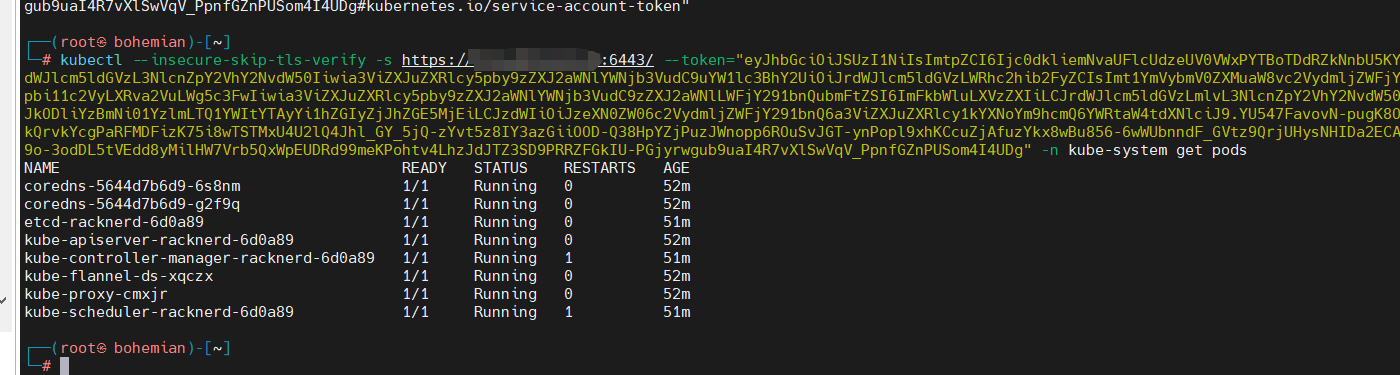 gub9uaI4R7vXlSwVqV_PpnfGZnPUSom4I4UDg#kubernetes.io/service-account-token"
(root㉿ bohemian)-[~]
# kubectl --insecure-skip-tls-verify -s https:// :6443/ --token="eyJhbGciOiJSUzI1NiIsImtpZCI6Ijc0dkliemNvaUFlcUdzeUV0VWxPYTBoTDdRZkNnbU5KY
dWJlcm5ldGVzL3NlcnZpY2VhY2NvdW50Iiwia3ViZXJuZXRlcy5pby9zZXJ2aWNlYWNjb3VudC9uYW1lc3BhY2UiOiJrdWJlcm5ldGVzLWRhc2hib2FyZCIsImt1YmVybmV0ZXMuaW8vc2VydmljZWFjY
pbi11c2VyLXRva2VuLWg5c3FwIiwia3ViZXJuZXRlcy5pby9zZXJ2aWNlYWNjb3VudC9zZXJ2aWNlLWFjY291bnQubmFtZSI6ImFkbWluLXVzZXIiLCJrdWJlcm5ldGVzLmlvL3NlcnZpY2VhY2NvdW50
JkODliYzBmNi01YzlmLTQ1YWItYTAyYi1hZGIyZjJhZGE5MjEiLCJzdWIiOiJzeXN0ZW06c2VydmljZWFjY291bnQ6a3ViZXJuZXRlcy1kYXNoYm9hcmQ6YWRtaW4tdXNlciJ9.YU547FavovN-pugK8O
kQrvkYcgPaRFMDFizK75i8wTSTMxU4U2lQ4Jhl_GY_5jQ-zYvt5z8IY3azGiiOOD-Q38HpYZjPuzJWnopp6ROuSvJGT-ynPopl9xhKCcuZjAfuzYkx8wBu856-6wWUbnndF_GVtz9QrjUHysNHIDa2ECA
9o-3odDL5tVEdd8yMilHW7Vrb5QxWpEUDRd99meKPohtv4LhzJdJTZ3SD9PRRZFGkIU-PGjyrwgub9uaI4R7vXlSwVqV_PpnfGZnPUSom4I4UDg" -n kube-system get pods
NAME READY STATUS RESTARTS AGE
coredns-5644d7b6d9-6s8nm 1/1 Running 0 52m
coredns-5644d7b6d9-g2f9q 1/1 Running 0 52m
etcd-racknerd-6d0a89 1/1 Running 0 51m
kube-apiserver-racknerd-6d0a89 1/1 Running 0 52m
kube-controller-manager-racknerd-6d0a89 1/1 Running 1 51m
kube-flannel-ds-xqczx 1/1 Running 0 52m
kube-proxy-cmxjr 1/1 Running 0 52m
kube-scheduler-racknerd-6d0a89 1/1 Running 1 51m
(root㉿ bohemian)-[~]
#